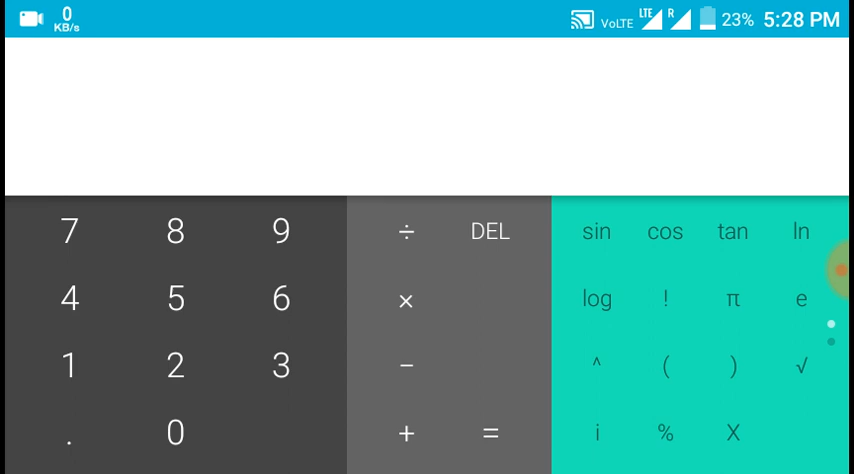 0 KB/s VoLTE LTE R 23% 5:28 PM
7 8 9 ÷ DEL sin cos tan ln
4 5 6 × log ! π e
1 2 3 − ^ ( ) √
. 0 + = i % X